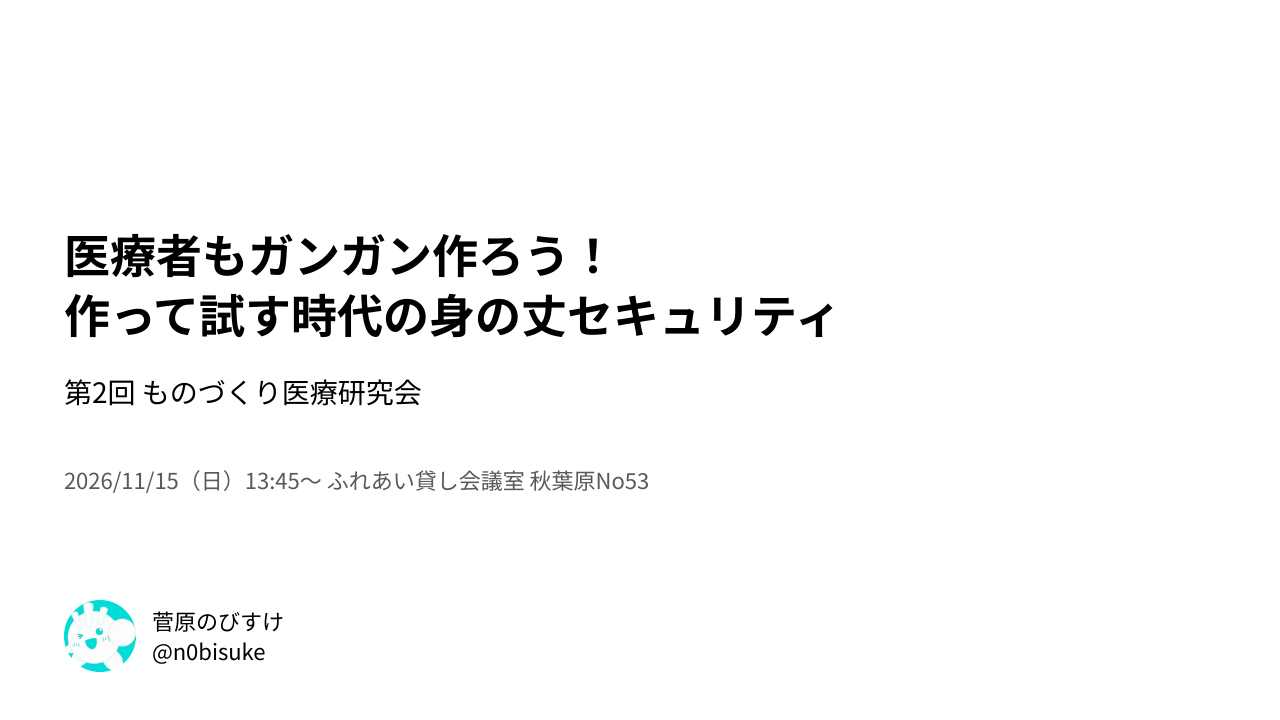 医療者もガンガン作ろう！
作って試す時代の身の丈セキュリティ
第2回 ものづくり医療研究会
2026/11/15（日）13:45〜 ふれあい貸し会議室 秋葉原No53
菅原のびすけ
@n0bisuke